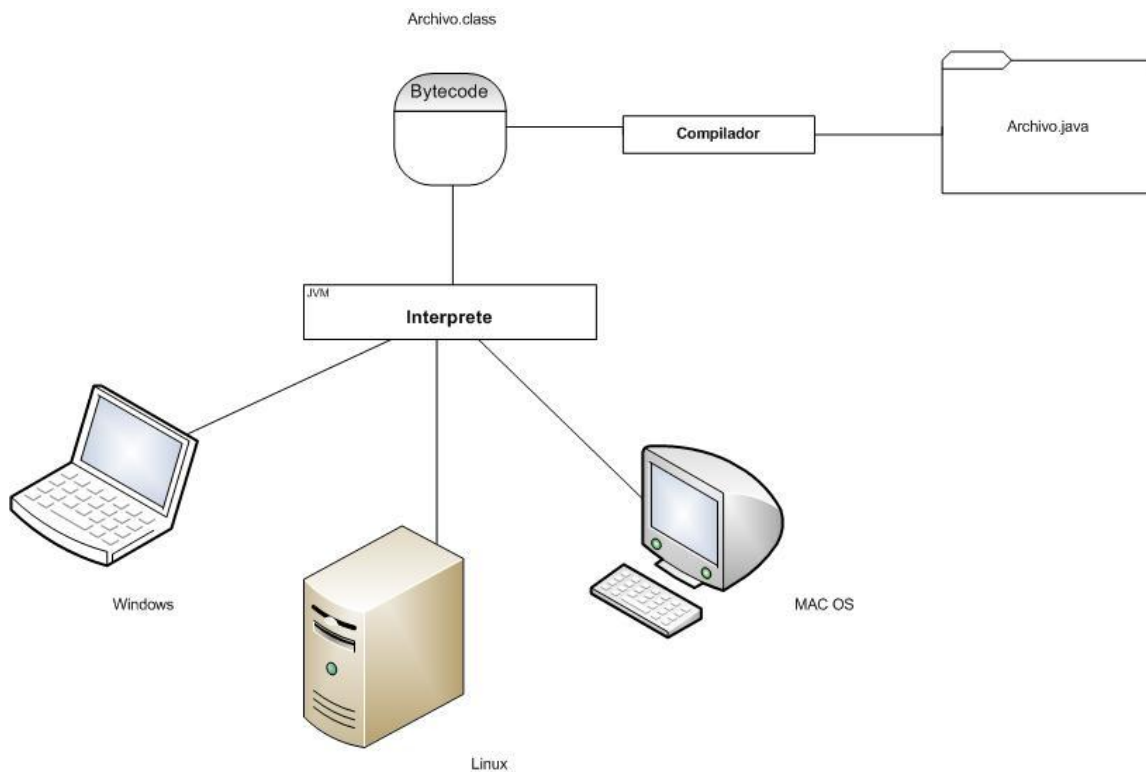 Archivo.class
Bytecode
Compilador
Archivo.java
JVM
Interprete
Windows
MAC OS
Linux